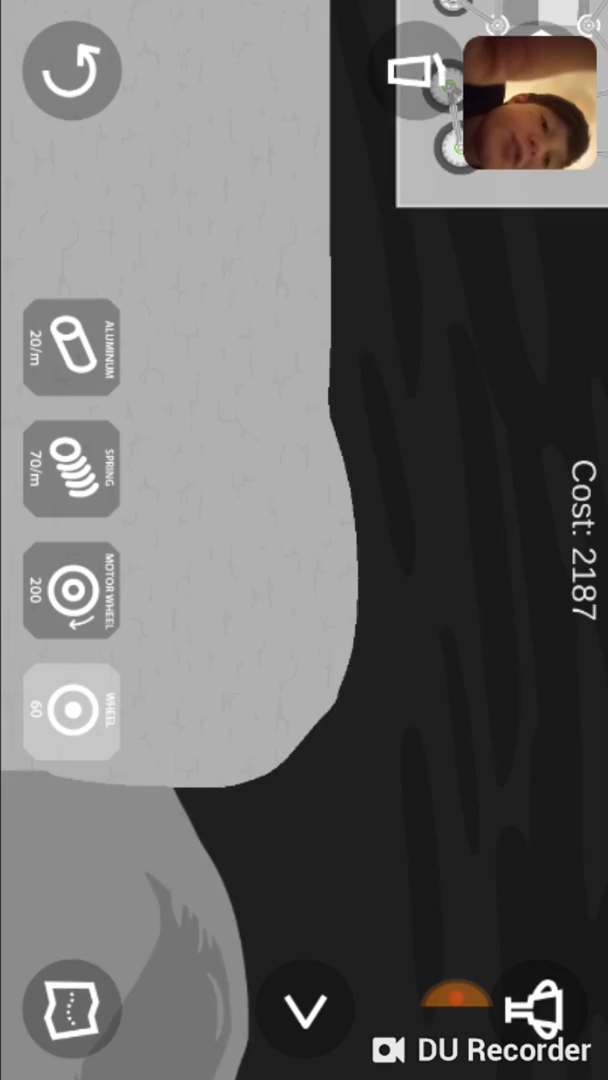 Cost: 2187
ALUMINUM
20/m
SPRING
70/m
MOTOR WHEEL
200
WHEEL
60
DU Recorder